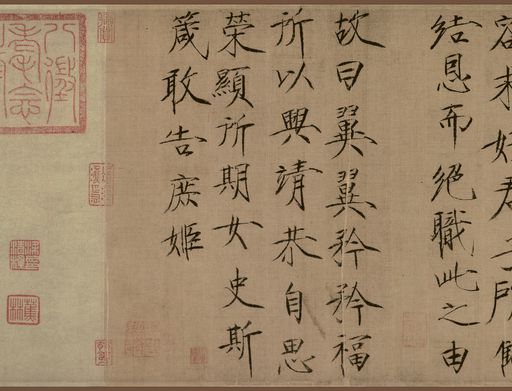 容求好君子所讎
結恩而絕職此之由
故曰翼翼矜矜福
所以興靖恭自思
榮顯所期女史斯
箴敢告庶姬